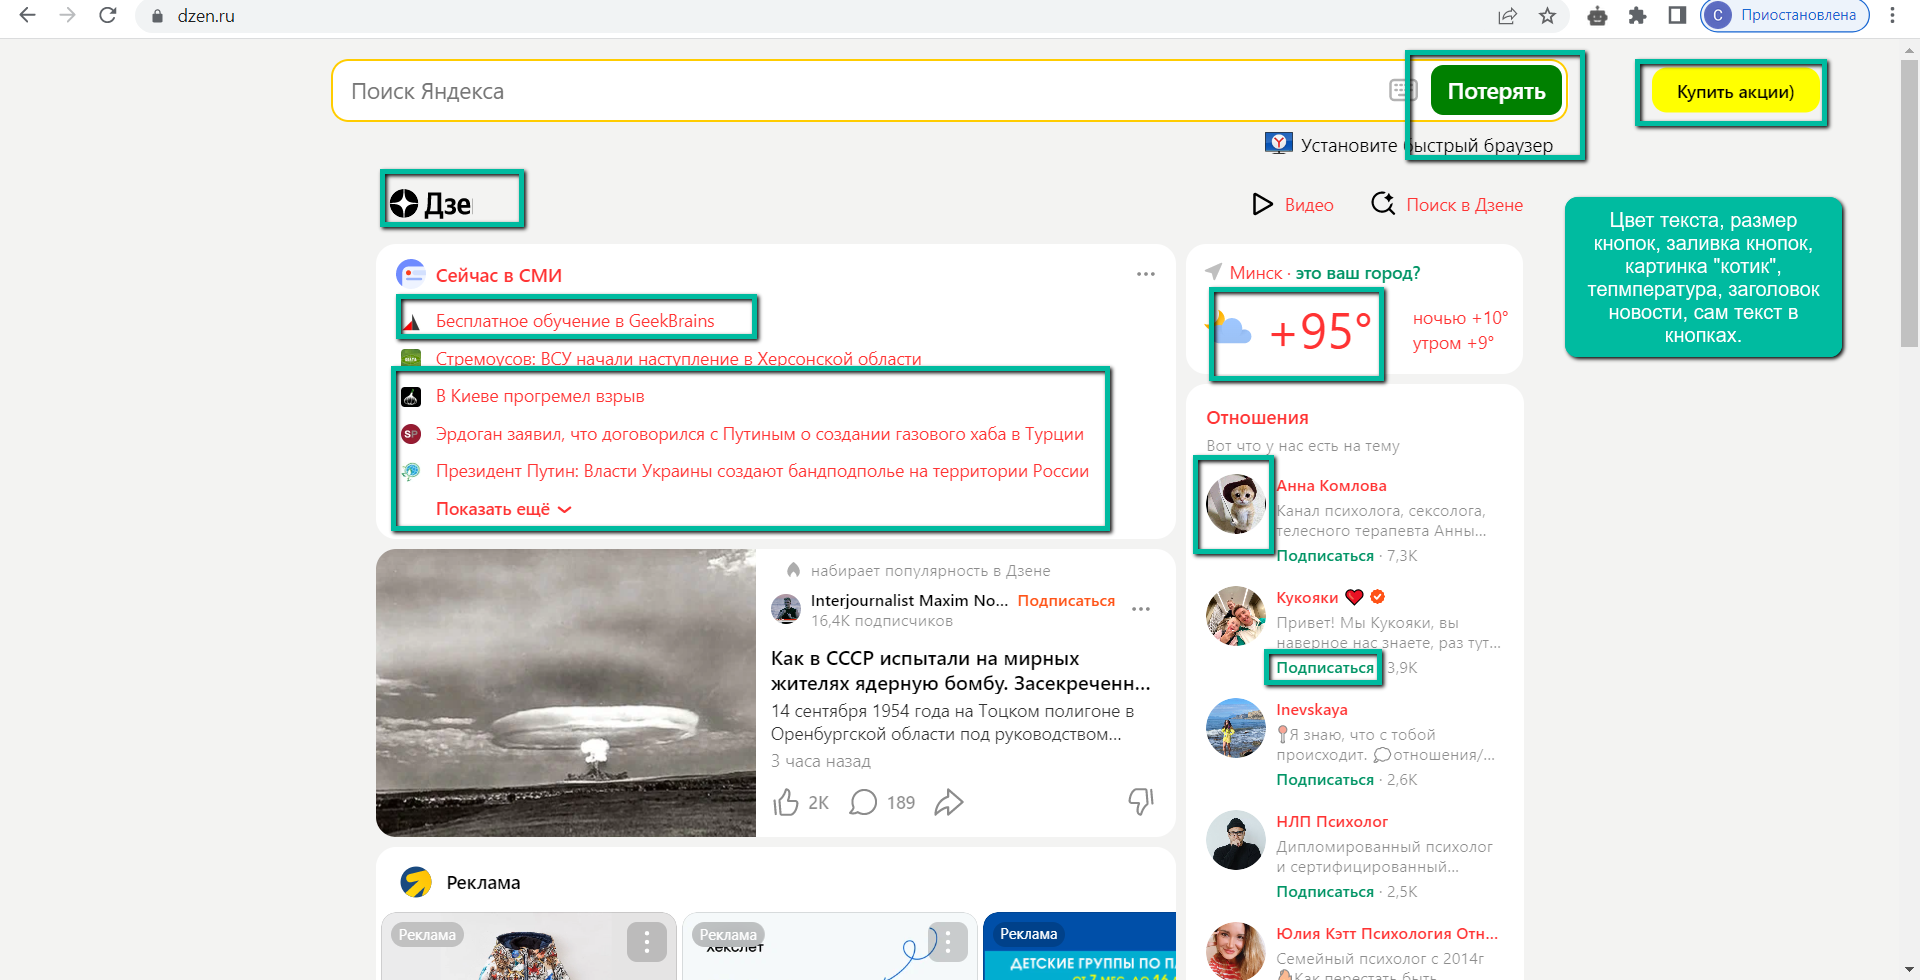 dzen.ru
Приостановлена
Поиск Яндекса
Потерять
Купить акции)
Установите быстрый браузер
Дзе
Видео
Поиск в Дзене
Цвет текста, размер
кнопок, заливка кнопок,
картинка "котик",
тепмпература, заголовок
новости, сам текст в
кнопках.
Сейчас в СМИ
Бесплатное обучение в GeekBrains
Стремоусов: ВСУ начали наступление в Херсонской области
В Киеве прогремел взрыв
Эрдоган заявил, что договорился с Путиным о создании газового хаба в Турции
Президент Путин: Власти Украины создают бандподполье на территории России
Показать ещё
Минск · это ваш город?
+95°
ночью +10°
утром +9°
Отношения
Вот что у нас есть на тему
Анна Комлова
Канал психолога, сексолога,
телесного терапевта Анны...
Подписаться · 7,3K
Кукояки
Привет! Мы Кукояки, вы
наверное нас знаете, раз тут...
Подписаться 3,9K
Inevskaya
Я знаю, что с тобой
происходит. отношения/...
Подписаться · 2,6K
НЛП Психолог
Дипломированный психолог
и сертифицированный...
Подписаться · 2,5K
Юлия Кэтт Психология Отн...
Семейный психолог с 2014г
Как перестать быть
набирает популярность в Дзене
Interjournalist Maxim No... Подписаться
16,4K подписчиков
Как в СССР испытали на мирных
жителях ядерную бомбу. Засекреченн...
14 сентября 1954 года на Тоцком полигоне в
Оренбургской области под руководством...
3 часа назад
2K
189
Реклама
Реклама
Реклама
хекслет
Реклама
ДЕТСКИЕ ГРУППЫ ПО П
ОТ 7 МЕС. ДО 16